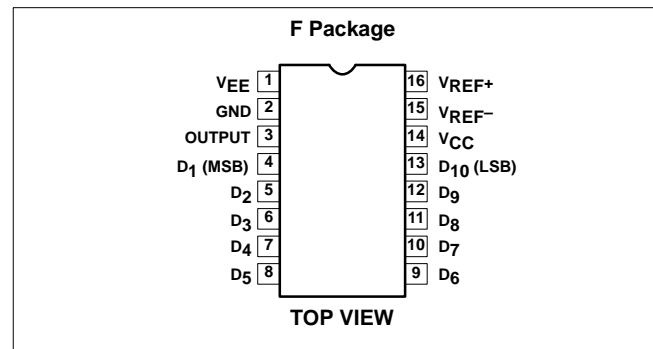 F Package
VEE 1 16 VREF+
GND 2 15 VREF–
OUTPUT 3 14 VCC
D1 (MSB) 4 13 D10 (LSB)
D2 5 12 D9
D3 6 11 D8
D4 7 10 D7
D5 8 9 D6
TOP VIEW